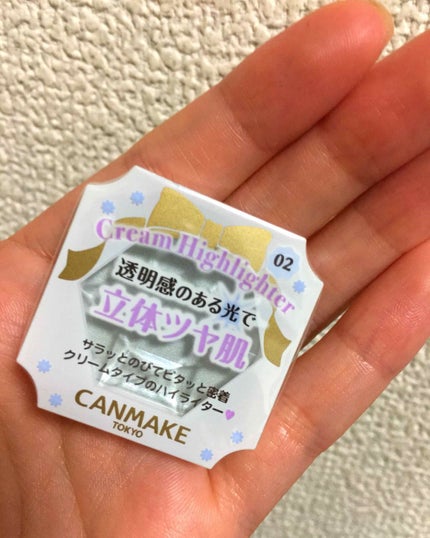 Cream Highlighter
02
透明感のある光で
立体ツヤ肌
サラッとのびてピタッと密着
クリームタイプのハイライター♥
CANMAKE
TOKYO